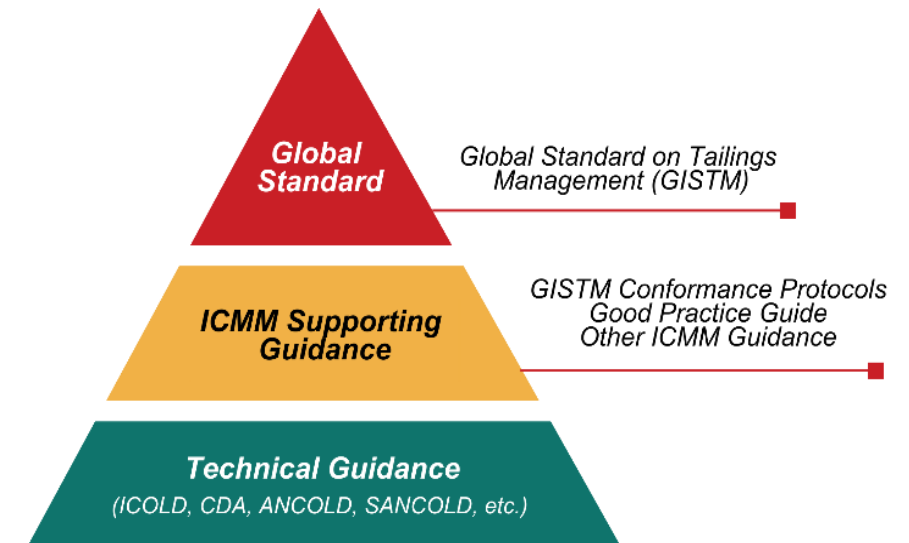 Global
Standard
Global Standard on Tailings
Management (GISTM)
ICMM Supporting
Guidance
GISTM Conformance Protocols
Good Practice Guide
Other ICMM Guidance
Technical Guidance
(ICOLD, CDA, ANCOLD, SANCOLD, etc.)